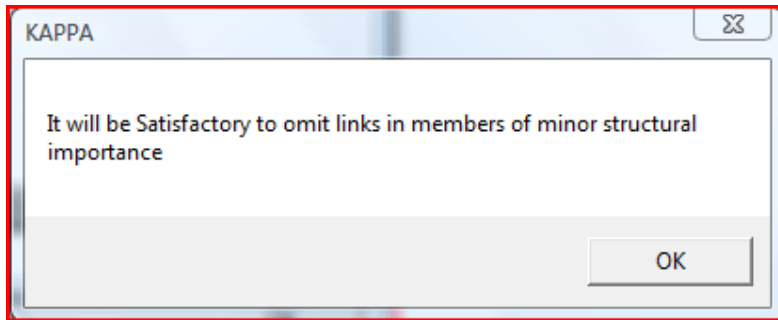 KAPPA
It will be Satisfactory to omit links in members of minor structural
importance
OK